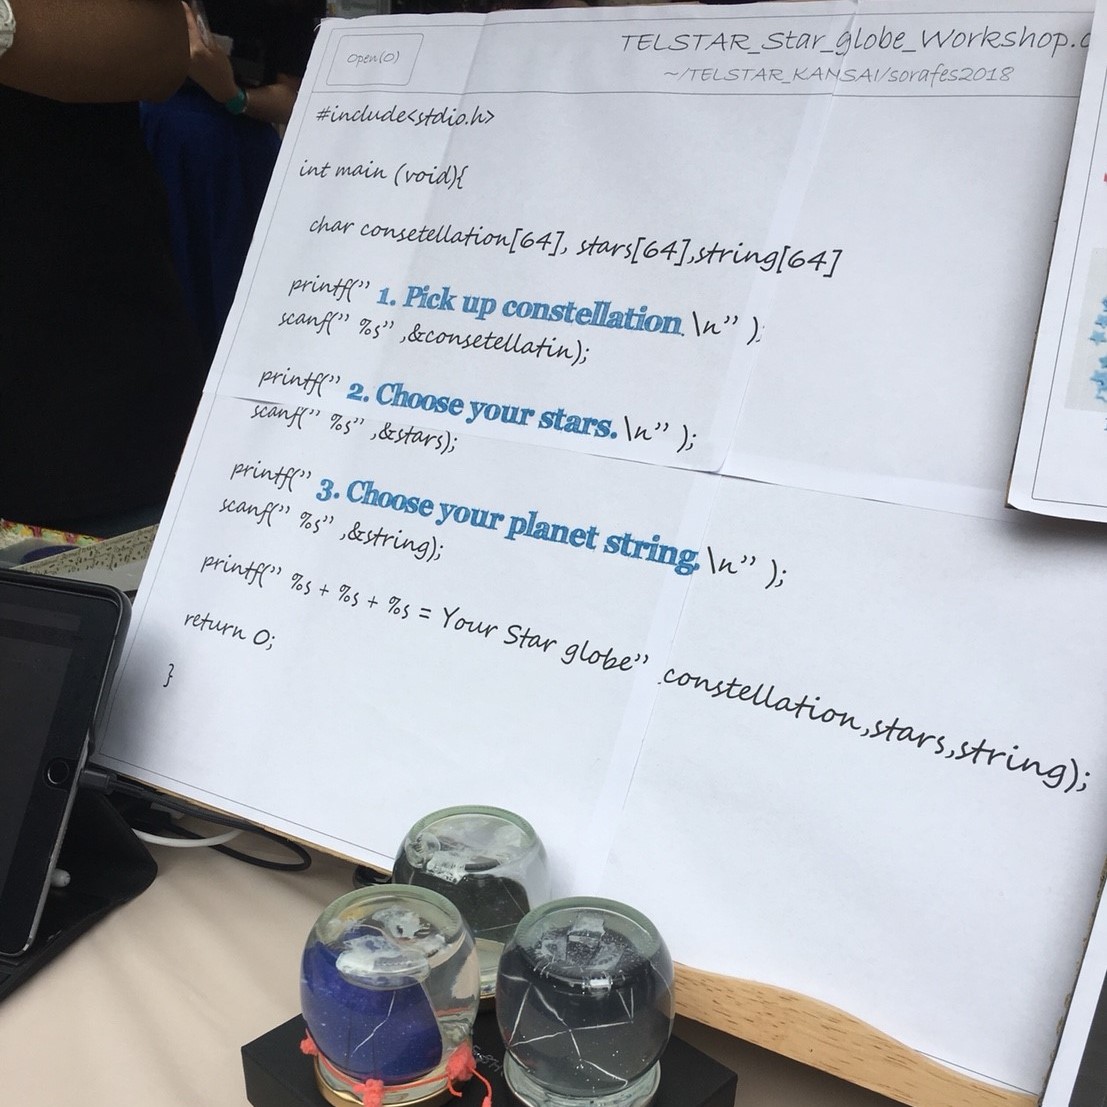 Open(O)
TELSTAR_Star_globe_Workshop.c
~/TELSTAR_KANSAI/sorafes2018
#include<stdio.h>
int main (void){
char consetellation[64], stars[64],string[64]
printf(” 1. Pick up constellation \n” );
scanf(” %s” ,&consetellatin);
printf(” 2. Choose your stars. \n” );
scanf(” %s” ,&stars);
printf(” 3. Choose your planet string. \n” );
scanf(” %s” ,&string);
printf(” %s + %s + %s = Your Star globe” ,constellation,stars,string);
return 0;
}